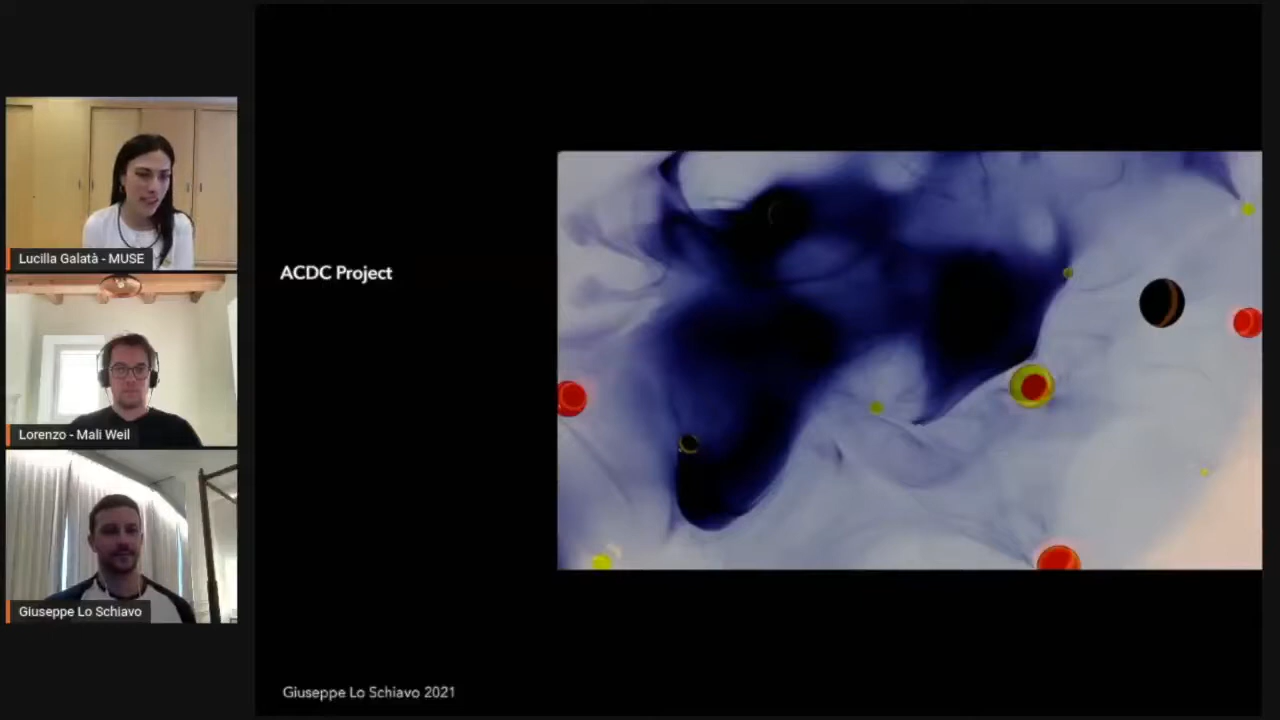 Lucilla Galatà - MUSE
Lorenzo - Mali Weil
Giuseppe Lo Schiavo
ACDC Project
Giuseppe Lo Schiavo 2021